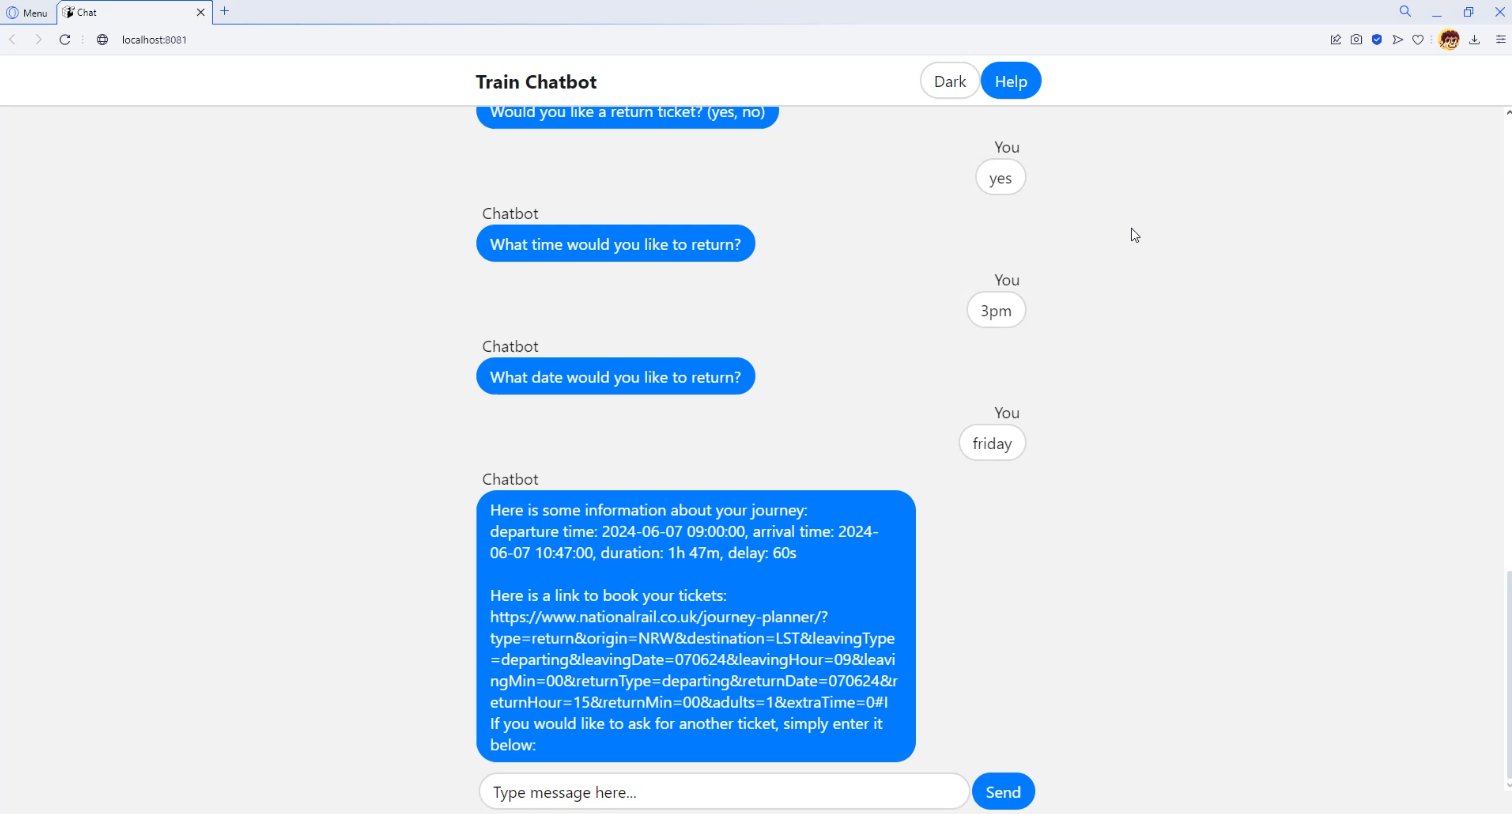 Menu
Chat
localhost:8081
Train Chatbot
Dark
Help
Would you like a return ticket? (yes, no)
You
yes
Chatbot
What time would you like to return?
You
3pm
Chatbot
What date would you like to return?
You
friday
Chatbot
Here is some information about your journey:
departure time: 2024-06-07 09:00:00, arrival time: 2024-
06-07 10:47:00, duration: 1h 47m, delay: 60s
Here is a link to book your tickets:
https://www.nationalrail.co.uk/journey-planner/?
type=return&origin=NRW&destination=LST&leavingType
=departing&leavingDate=070624&leavingHour=09&leavi
ngMin=00&returnType=departing&returnDate=070624&r
eturnHour=15&returnMin=00&adults=1&extraTime=0#I
If you would like to ask for another ticket, simply enter it
below:
Type message here...
Send